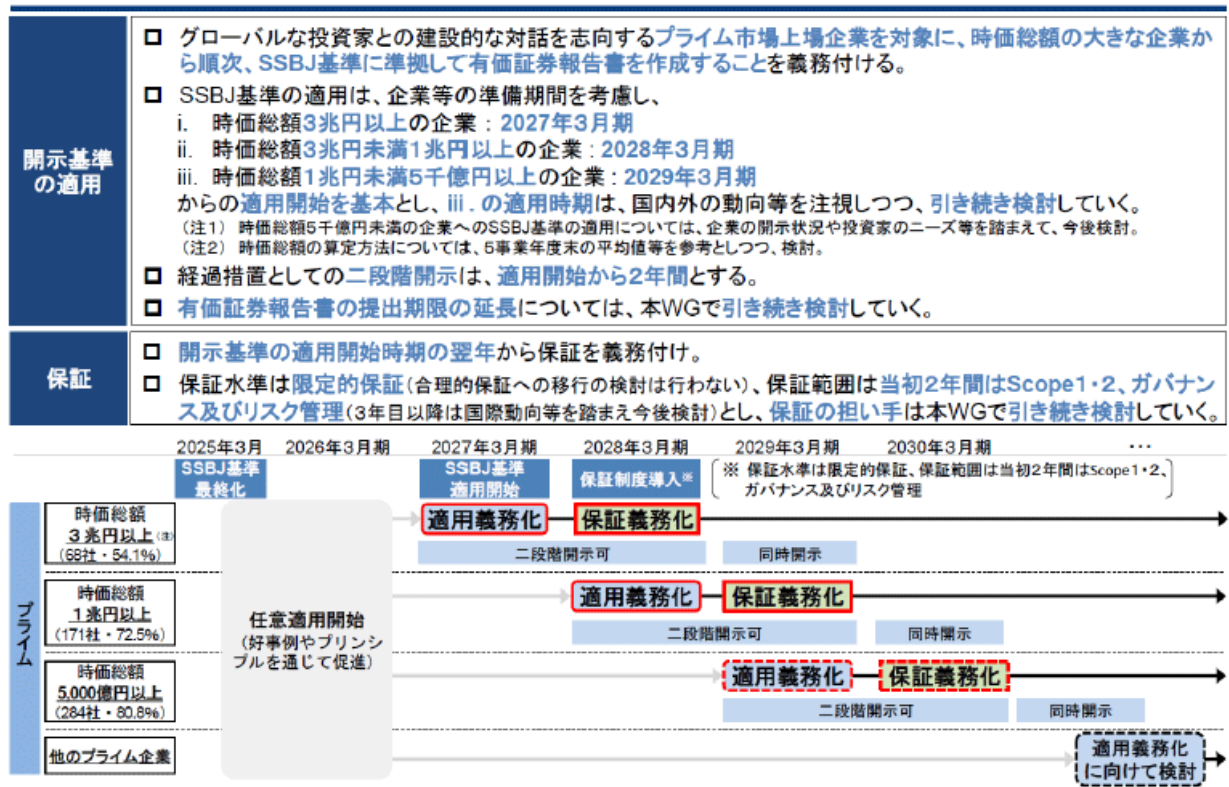 開示基準
の適用
□ グローバルな投資家との建設的な対話を志向するプライム市場上場企業を対象に、時価総額の大きな企業か
ら順次、SSBJ基準に準拠して有価証券報告書を作成することを義務付ける。
□ SSBJ基準の適用は、企業等の準備期間を考慮し、
i. 時価総額3兆円以上の企業：2027年3月期
ii. 時価総額3兆円未満1兆円以上の企業：2028年3月期
iii. 時価総額1兆円未満5千億円以上の企業：2029年3月期
からの適用開始を基本とし、iii．の適用時期は、国内外の動向等を注視しつつ、引き続き検討していく。
（注1） 時価総額5千億円未満の企業へのSSBJ基準の適用については、企業の開示状況や投資家のニーズ等を踏まえて、今後検討。
（注2） 時価総額の算定方法については、5事業年度末の平均値等を参考としつつ、検討。
□ 経過措置としての二段階開示は、適用開始から2年間とする。
□ 有価証券報告書の提出期限の延長については、本WGで引き続き検討していく。
保証
□ 開示基準の適用開始時期の翌年から保証を義務付け。
□ 保証水準は限定的保証（合理的保証への移行の検討は行わない）、保証範囲は当初2年間はScope1・2、ガバナン
ス及びリスク管理（3年目以降は国際動向等を踏まえ今後検討）とし、保証の担い手は本WGで引き続き検討していく。
2025年3月 2026年3月期 2027年3月期 2028年3月期 2029年3月期 2030年3月期 …
SSBJ基準
最終化
SSBJ基準
適用開始
保証制度導入※
※ 保証水準は限定的保証、保証範囲は当初2年間はScope1・2、
ガバナンス及びリスク管理
プライム
時価総額
3兆円以上（注）
(68社・54.1%)
適用義務化 保証義務化
二段階開示可 同時開示
時価総額
1兆円以上
(171社・72.5%)
適用義務化 保証義務化
二段階開示可 同時開示
任意適用開始
（好事例やプリンシ
プルを通じて促進）
時価総額
5,000億円以上
(284社・80.8%)
適用義務化 保証義務化
二段階開示可 同時開示
他のプライム企業
適用義務化
に向けて検討